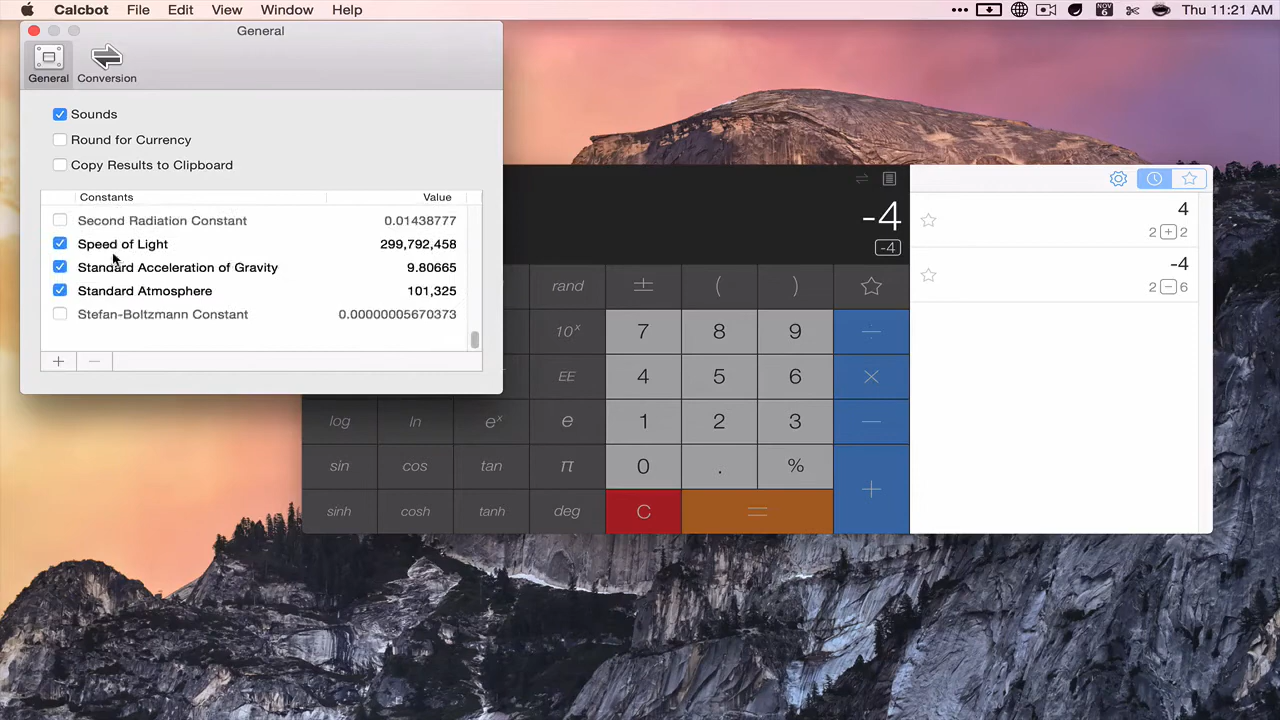 Calcbot File Edit View Window Help NOV 6 Thu 11:21 AM
General
General Conversion
Sounds
Round for Currency
Copy Results to Clipboard
Constants Value
Second Radiation Constant 0.01438777
Speed of Light 299,792,458
Standard Acceleration of Gravity 9.80665
Standard Atmosphere 101,325
Stefan-Boltzmann Constant 0.00000005670373
+ −
-4
-4
4
2 + 2
-4
2 − 6
rand ± ( )
10ˣ 7 8 9 ÷
EE 4 5 6 ×
log ln eˣ e 1 2 3 −
sin cos tan π 0 . % +
sinh cosh tanh deg C =